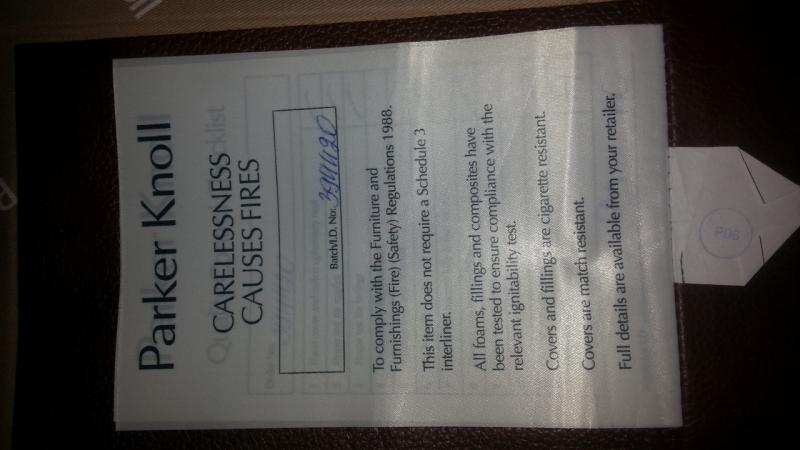 Parker Knoll
CARELESSNESS
CAUSES FIRES
Batch/I.D. No:
To comply with the Furniture and
Furnishings (Fire) (Safety) Regulations 1988.
This item does not require a Schedule 3
interliner.
All foams, fillings and composites have
been tested to ensure compliance with the
relevant ignitability test.
Covers and fillings are cigarette resistant.
Covers are match resistant.
Full details are available from your retailer.
P06